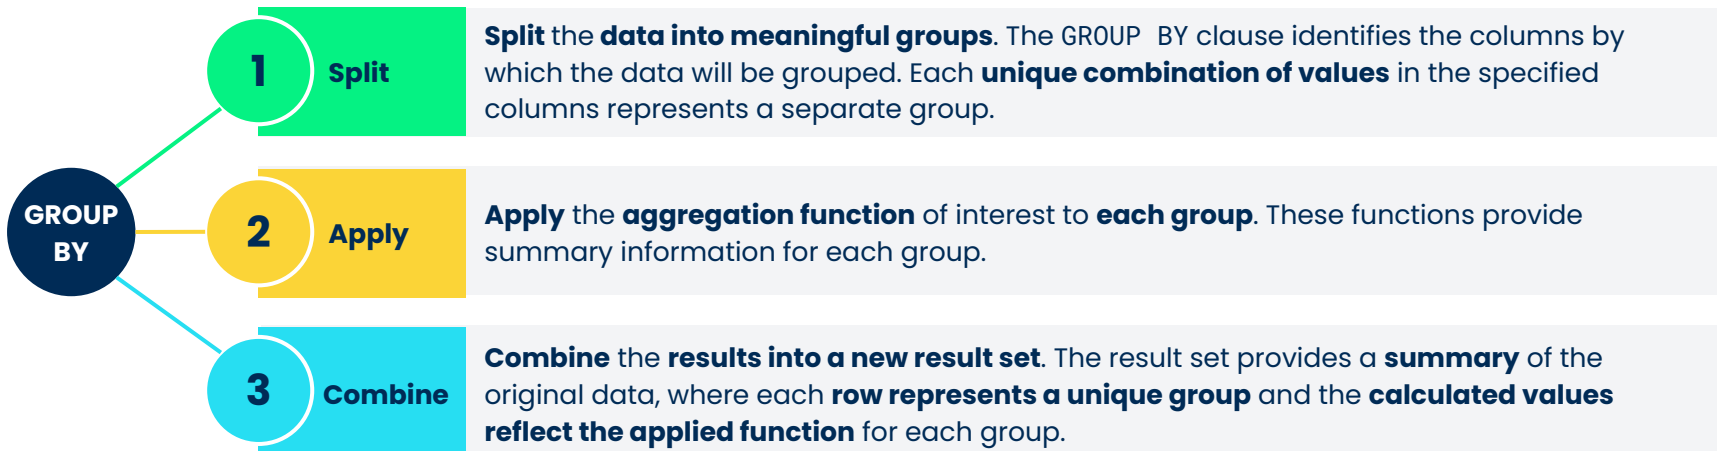 GROUP
BY
1
Split
Split the data into meaningful groups. The GROUP BY clause identifies the columns by
which the data will be grouped. Each unique combination of values in the specified
columns represents a separate group.
2
Apply
Apply the aggregation function of interest to each group. These functions provide
summary information for each group.
3
Combine
Combine the results into a new result set. The result set provides a summary of the
original data, where each row represents a unique group and the calculated values
reflect the applied function for each group.